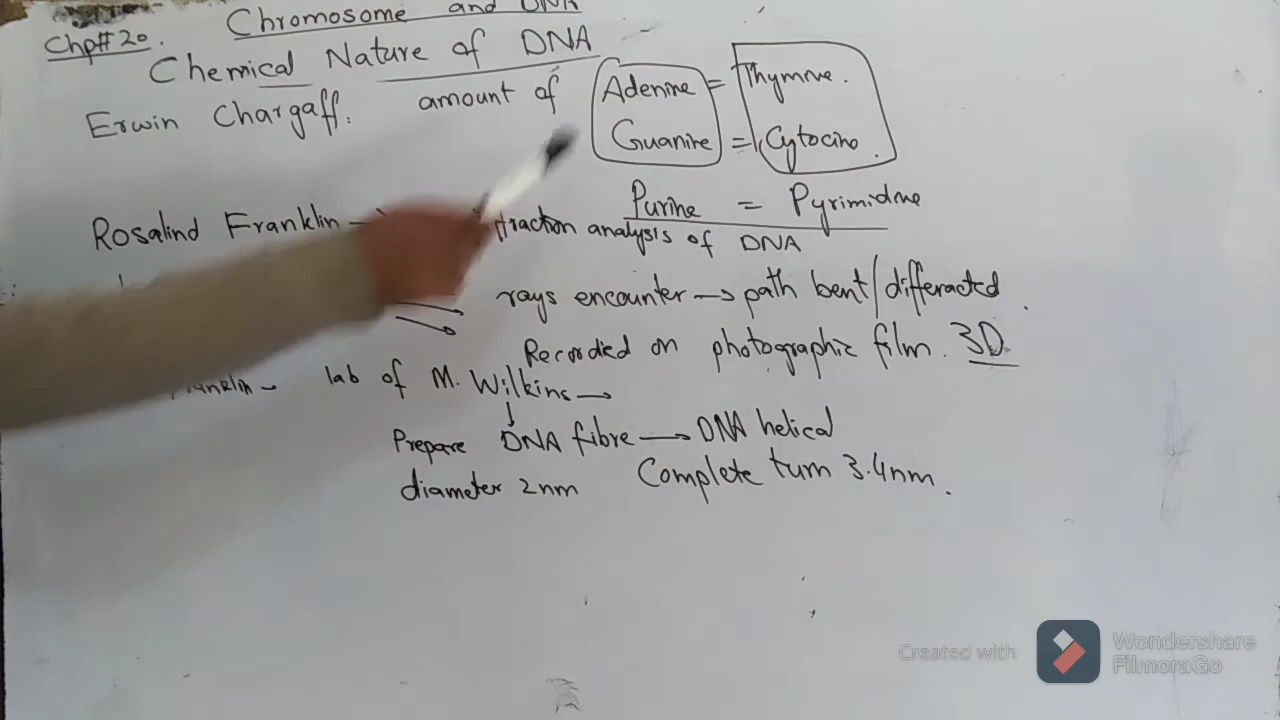 Chp#20.
Chromosome and DNA
Chemical Nature of DNA
Erwin Chargaff: amount of Adenine = Thymine.
Guanine = Cytocine.
Purine = Pyrimidine
Rosalind Franklin analysis of DNA
rays encounter → path bent/differacted.
Recorded on photographic film. 3D.
lab of M. Wilkins →
Prepare DNA fibre → DNA helical
diameter 2nm Complete turn 3.4nm.
Created with Wondershare FilmoraGo